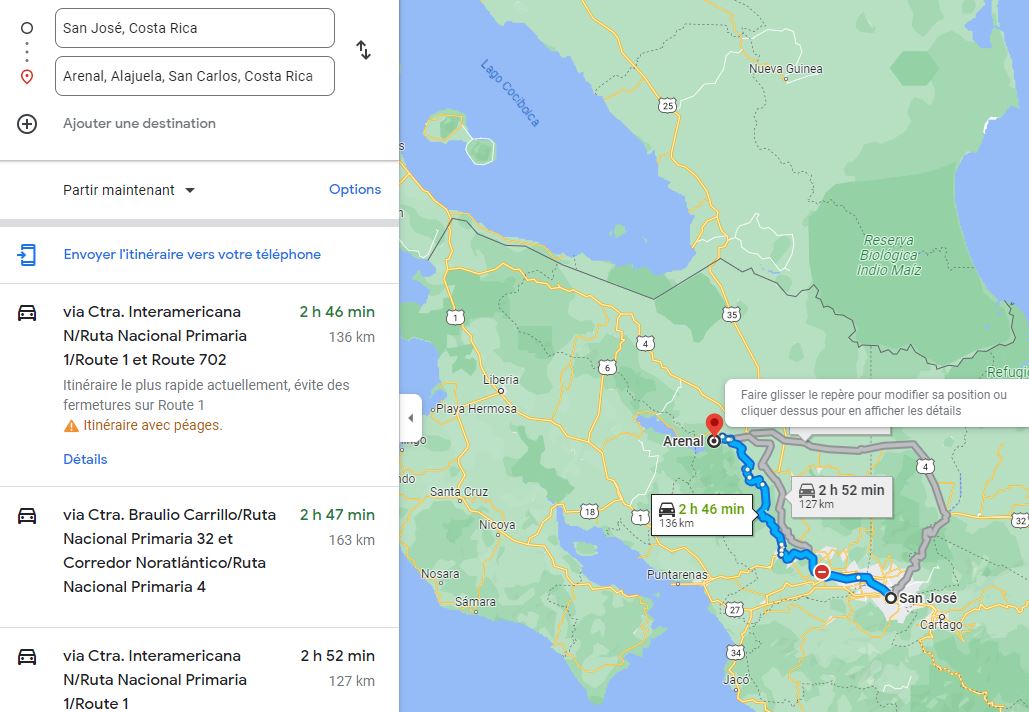 San José, Costa Rica
Arenal, Alajuela, San Carlos, Costa Rica
Ajouter une destination
Partir maintenant
Options
Envoyer l'itinéraire vers votre téléphone
via Ctra. Interamericana
2 h 46 min
N/Ruta Nacional Primaria
136 km
1/Route 1 et Route 702
Itinéraire le plus rapide actuellement, évite des
fermetures sur Route 1
Itinéraire avec péages.
Détails
via Ctra. Braulio Carrillo/Ruta
2 h 47 min
Nacional Primaria 32 et
163 km
Corredor Noratlántico/Ruta
Nacional Primaria 4
via Ctra. Interamericana
2 h 52 min
N/Ruta Nacional Primaria
127 km
1/Route 1
Lago Cocibolca
Nueva Guinea
25
Reserva
Biológica
Indio Maíz
1
35
4
6
Refugio
Liberia
Playa Hermosa
Faire glisser le repère pour modifier sa position ou
cliquer dessus pour en afficher les détails
Arenal
4
Santa Cruz
2 h 52 min
127 km
2 h 46 min
136 km
18
1
32
Nicoya
Nosara
Puntarenas
Sámara
San José
27
Cartago
34
Jacó